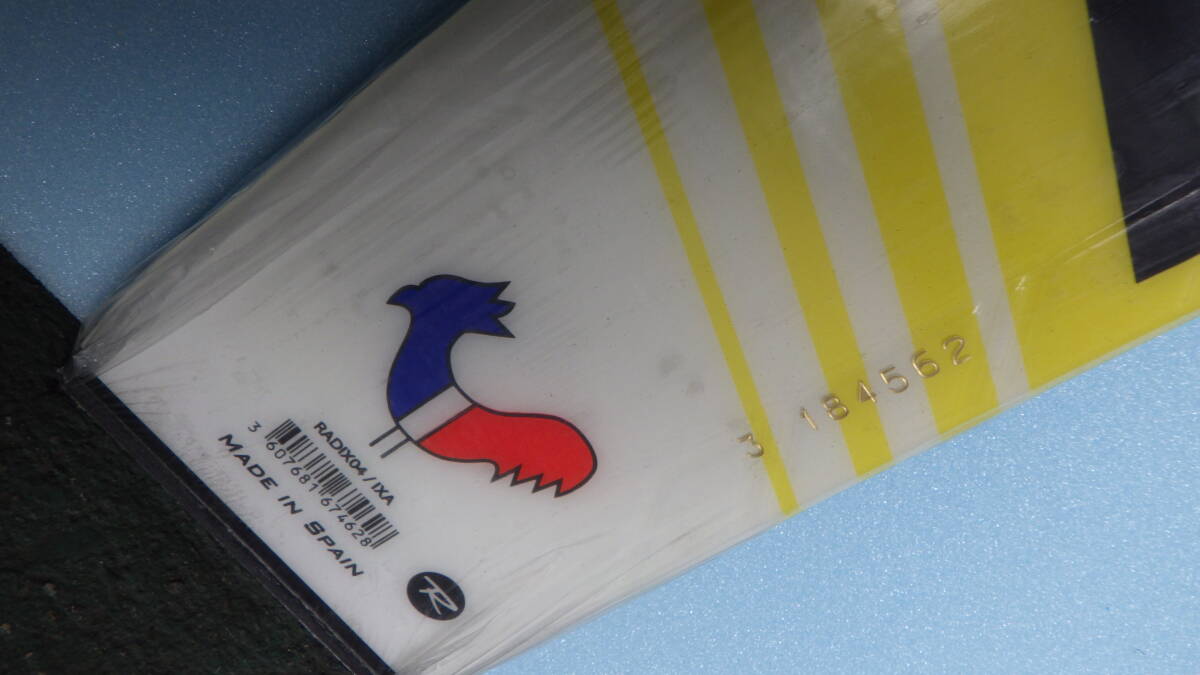 RADIX04 / IXA
3 607681 674628
MADE IN SPAIN
R
3 184562